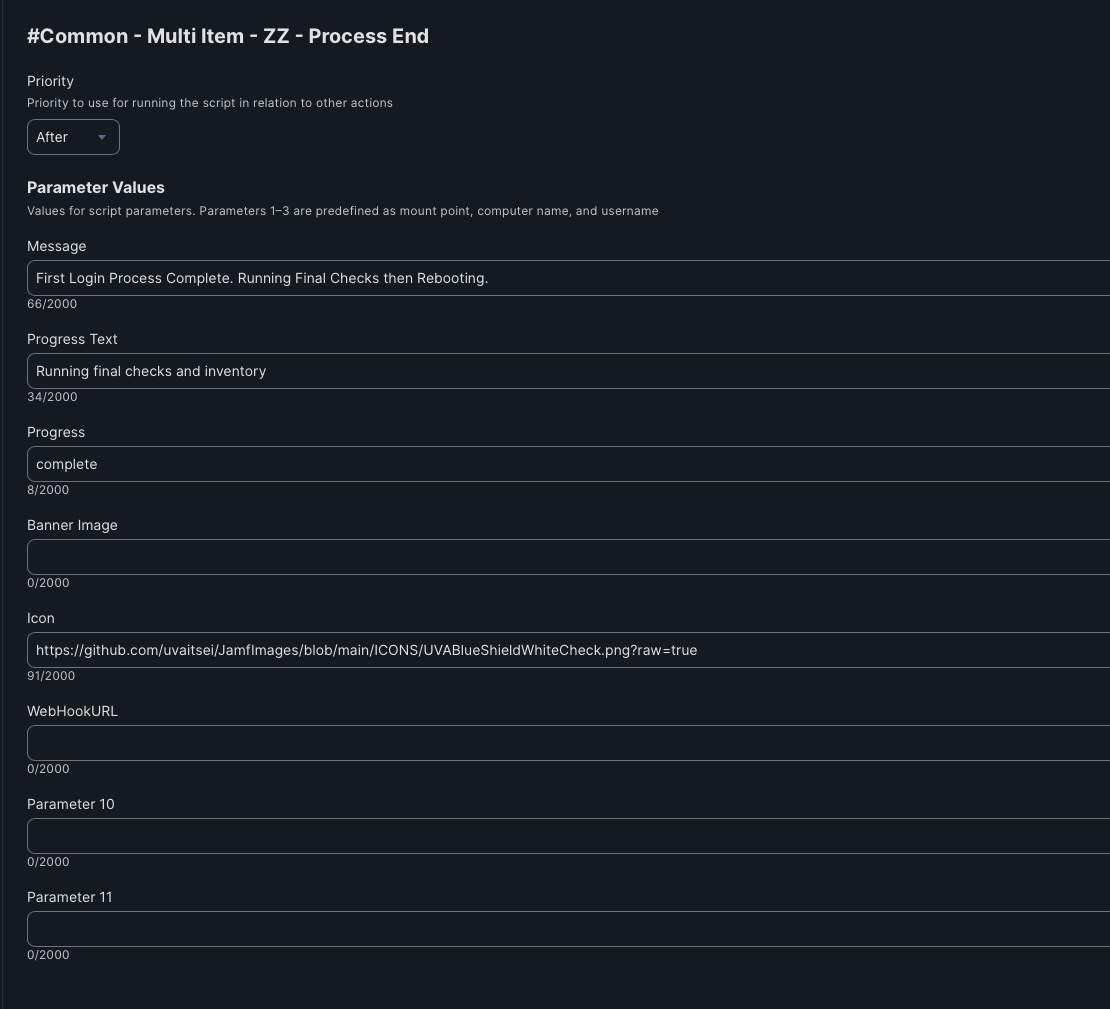 #Common - Multi Item - ZZ - Process End
Priority
Priority to use for running the script in relation to other actions
After
Parameter Values
Values for script parameters. Parameters 1–3 are predefined as mount point, computer name, and username
Message
First Login Process Complete. Running Final Checks then Rebooting.
66/2000
Progress Text
Running final checks and inventory
34/2000
Progress
complete
8/2000
Banner Image
0/2000
Icon
https://github.com/uvaitsei/JamfImages/blob/main/ICONS/UVABlueShieldWhiteCheck.png?raw=true
91/2000
WebHookURL
0/2000
Parameter 10
0/2000
Parameter 11
0/2000